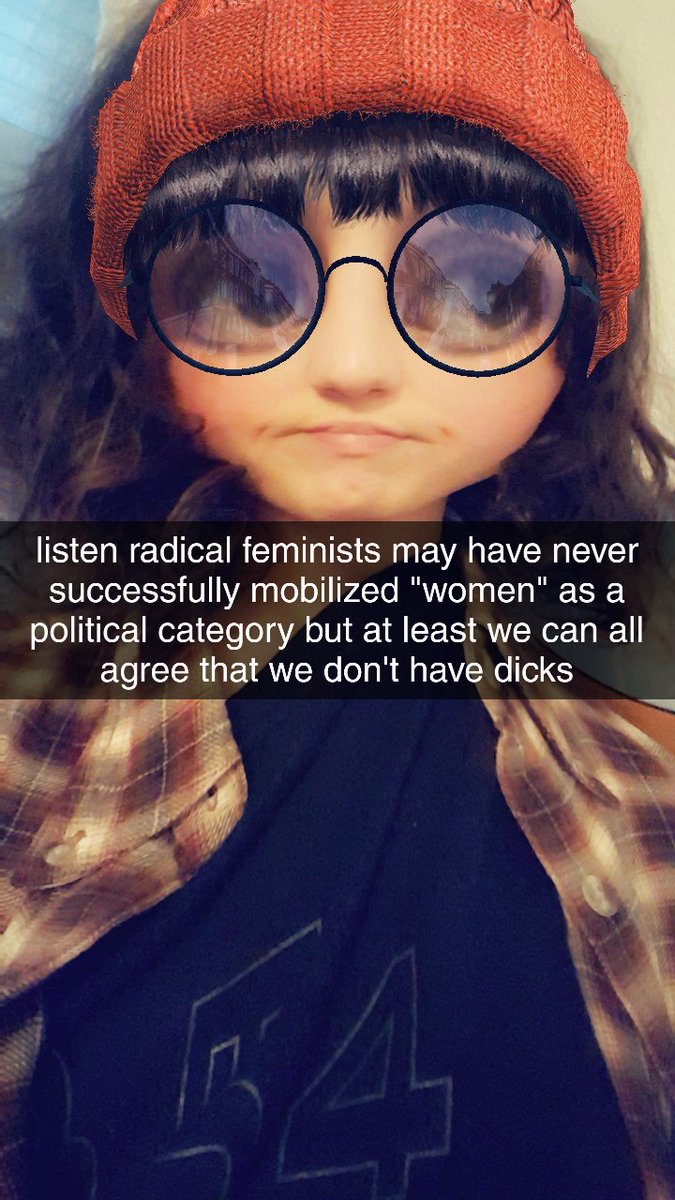 listen radical feminists may have never
successfully mobilized "women" as a
political category but at least we can all
agree that we don't have dicks
54